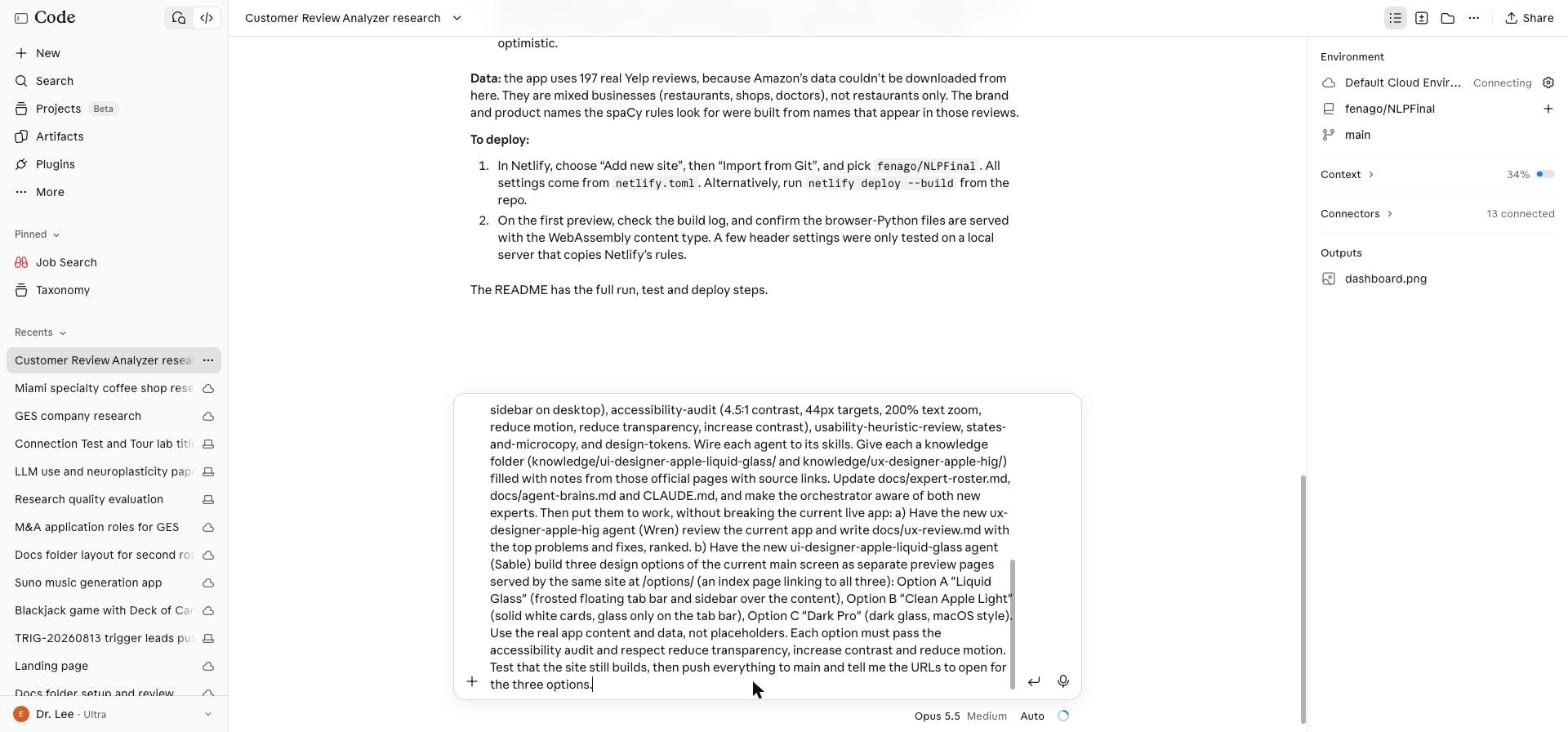 Code
New
Search
Projects Beta
Artifacts
Plugins
More
Pinned
Job Search
Taxonomy
Recents
Customer Review Analyzer resea
Miami specialty coffee shop rese
GES company research
Connection Test and Tour lab titl
LLM use and neuroplasticity pap
Research quality evaluation
M&A application roles for GES
Docs folder layout for second ro
Suno music generation app
Blackjack game with Deck of Car
TRIG-20260813 trigger leads pu
Landing page
Docs folder setup and review
E
Dr. Lee · Ultra
Customer Review Analyzer research
Share
optimistic.
Data: the app uses 197 real Yelp reviews, because Amazon's data couldn't be downloaded from
here. They are mixed businesses (restaurants, shops, doctors), not restaurants only. The brand
and product names the spaCy rules look for were built from names that appear in those reviews.
To deploy:
1. In Netlify, choose “Add new site”, then “Import from Git”, and pick fenago/NLPFinal. All
settings come from netlify.toml. Alternatively, run netlify deploy --build from the
repo.
2. On the first preview, check the build log, and confirm the browser-Python files are served
with the WebAssembly content type. A few header settings were only tested on a local
server that copies Netlify's rules.
The README has the full run, test and deploy steps.
sidebar on desktop), accessibility-audit (4.5:1 contrast, 44px targets, 200% text zoom,
reduce motion, reduce transparency, increase contrast), usability-heuristic-review, states-
and-microcopy, and design-tokens. Wire each agent to its skills. Give each a knowledge
folder (knowledge/ui-designer-apple-liquid-glass/ and knowledge/ux-designer-apple-hig/)
filled with notes from those official pages with source links. Update docs/expert-roster.md,
docs/agent-brains.md and CLAUDE.md, and make the orchestrator aware of both new
experts. Then put them to work, without breaking the current live app: a) Have the new ux-
designer-apple-hig agent (Wren) review the current app and write docs/ux-review.md with
the top problems and fixes, ranked. b) Have the new ui-designer-apple-liquid-glass agent
(Sable) build three design options of the current main screen as separate preview pages
served by the same site at /options/ (an index page linking to all three): Option A "Liquid
Glass" (frosted floating tab bar and sidebar over the content), Option B "Clean Apple Light"
(solid white cards, glass only on the tab bar), Option C "Dark Pro" (dark glass, macOS style).
Use the real app content and data, not placeholders. Each option must pass the
accessibility audit and respect reduce transparency, increase contrast and reduce motion.
Test that the site still builds, then push everything to main and tell me the URLs to open for
the three options.
Opus 5.5 Medium Auto
Environment
Default Cloud Envir... Connecting
fenago/NLPFinal
main
Context 34%
Connectors 13 connected
Outputs
dashboard.png